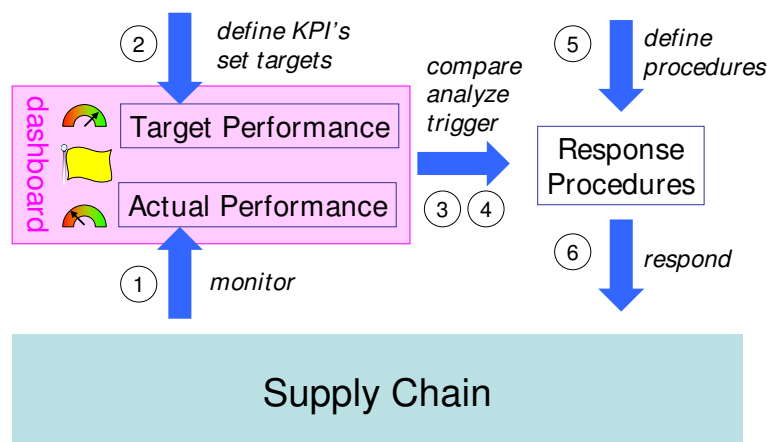 2
define KPI's
set targets
5
define
procedures
compare
analyze
trigger
dashboard
Target Performance
Actual Performance
Response
Procedures
3 4
1
monitor
6
respond
Supply Chain